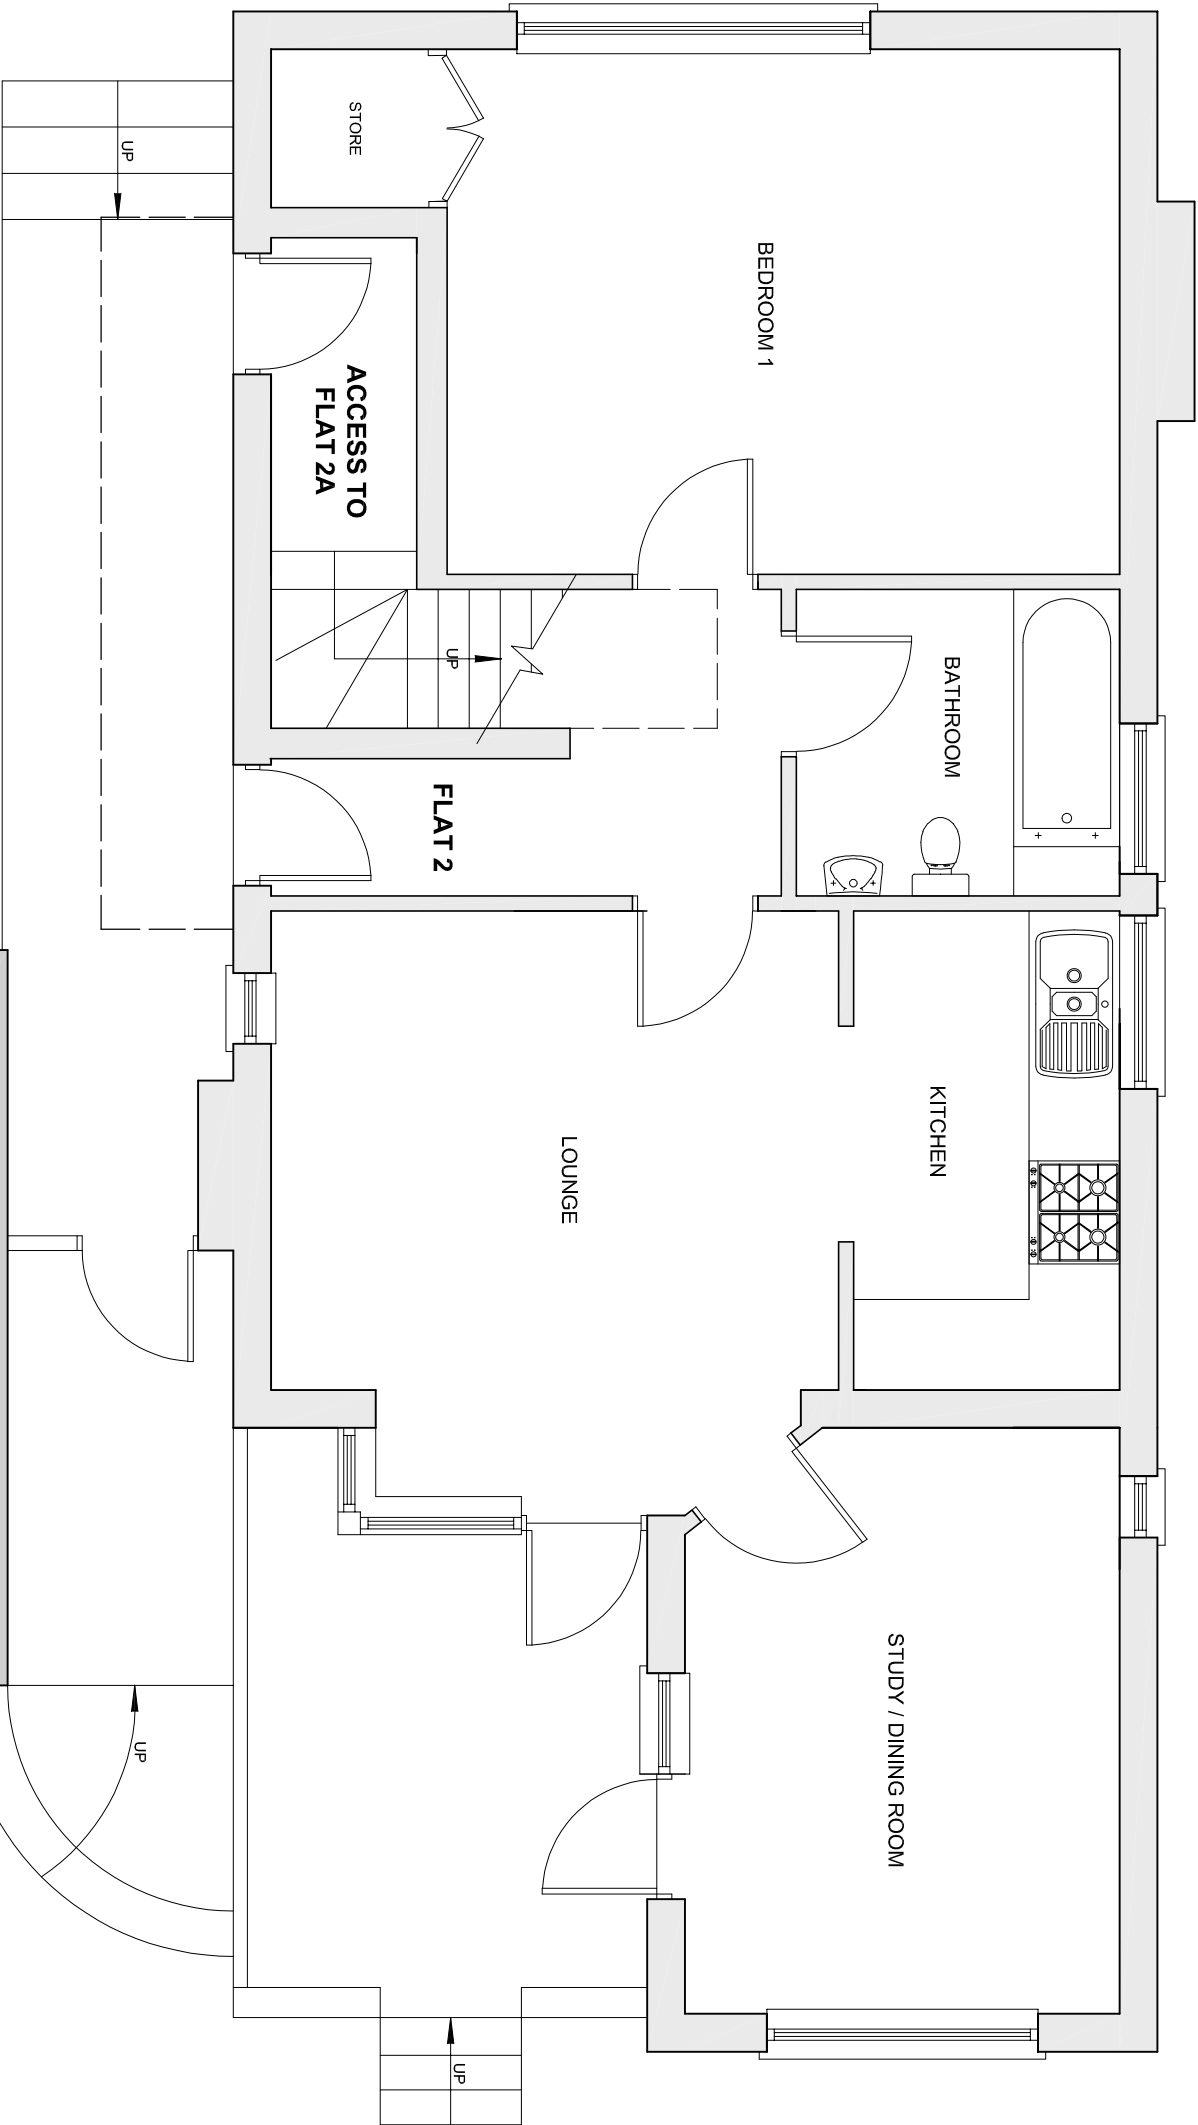 STORE
UP
BEDROOM 1
ACCESS TO
FLAT 2A
UP
BATHROOM
FLAT 2
KITCHEN
LOUNGE
STUDY / DINING ROOM
UP
UP